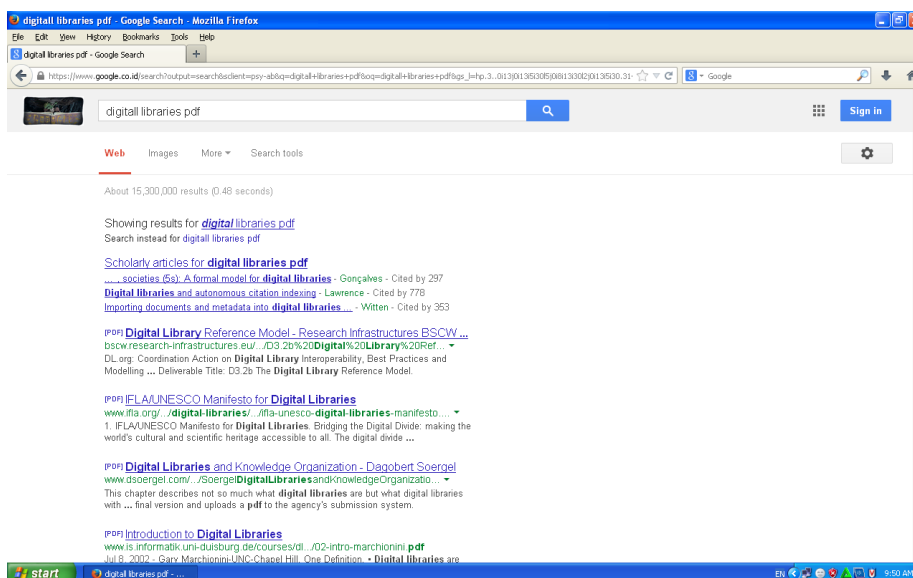 digitall libraries pdf - Google Search - Mozilla Firefox
File Edit View History Bookmarks Tools Help
digitall libraries pdf - Google Search
Google
digitall libraries pdf
Sign in
Web Images More Search tools
About 15,300,000 results (0.48 seconds)
Showing results for digital libraries pdf
Search instead for digitall libraries pdf
Scholarly articles for digital libraries pdf
... , societies (5s): A formal model for digital libraries - Gonçalves - Cited by 297
Digital libraries and autonomous citation indexing - Lawrence - Cited by 778
Importing documents and metadata into digital libraries ... - Witten - Cited by 353
[PDF] Digital Library Reference Model - Research Infrastructures BSCW ...
bscw.research-infrastructures.eu/.../D3.2b%20Digital%20Library%20Ref...
DL.org: Coordination Action on Digital Library Interoperability, Best Practices and
Modelling ... Deliverable Title: D3.2b The Digital Library Reference Model.
[PDF] IFLA/UNESCO Manifesto for Digital Libraries
www.ifla.org/.../digital-libraries/.../ifla-unesco-digital-libraries-manifesto....
1. IFLA/UNESCO Manifesto for Digital Libraries. Bridging the Digital Divide: making the
world's cultural and scientific heritage accessible to all. The digital divide ...
[PDF] Digital Libraries and Knowledge Organization - Dagobert Soergel
www.dsoergel.com/.../SoergelDigitalLibrariesandKnowledgeOrganizatio...
This chapter describes not so much what digital libraries are but what digital libraries
with ... final version and uploads a pdf to the agency's submission system.
[PDF] Introduction to Digital Libraries
www.is.informatik.uni-duisburg.de/courses/dl.../02-intro-marchionini.pdf
Jul 8, 2002 - Gary Marchionini-UNC-Chapel Hill. One Definition. • Digital libraries are
start digitall libraries pdf - ... EN 9:50 AM